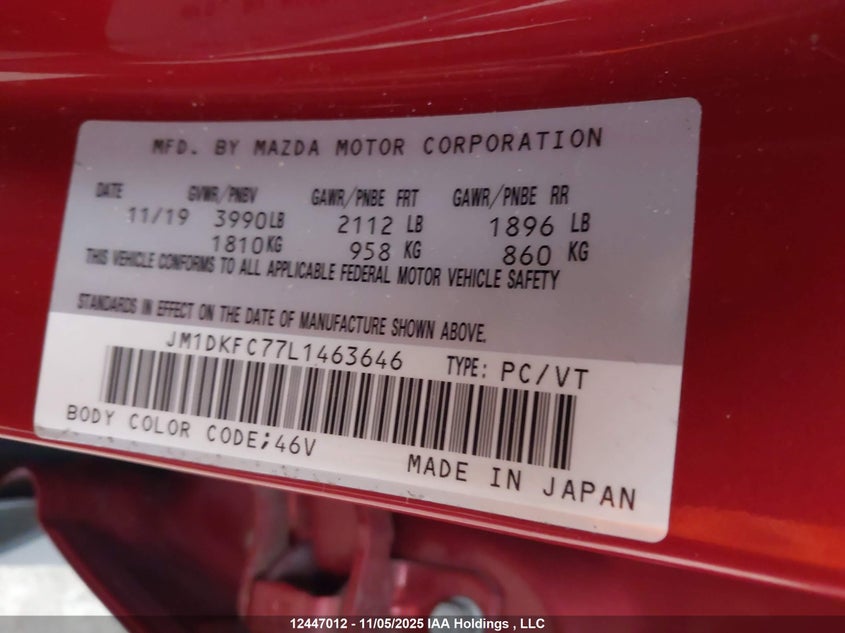 MFD. BY MAZDA MOTOR CORPORATION
DATE GVWR/PNBV GAWR/PNBE FRT GAWR/PNBE RR
11/19 3990LB 2112 LB 1896 LB
1810KG 958 KG 860 KG
THIS VEHICLE CONFORMS TO ALL APPLICABLE FEDERAL MOTOR VEHICLE SAFETY
STANDARDS IN EFFECT ON THE DATE OF MANUFACTURE SHOWN ABOVE.
JM1DKFC77L1463646 TYPE: PC/VT
BODY COLOR CODE;46V
MADE IN JAPAN
12447012 - 11/05/2025 IAA Holdings , LLC